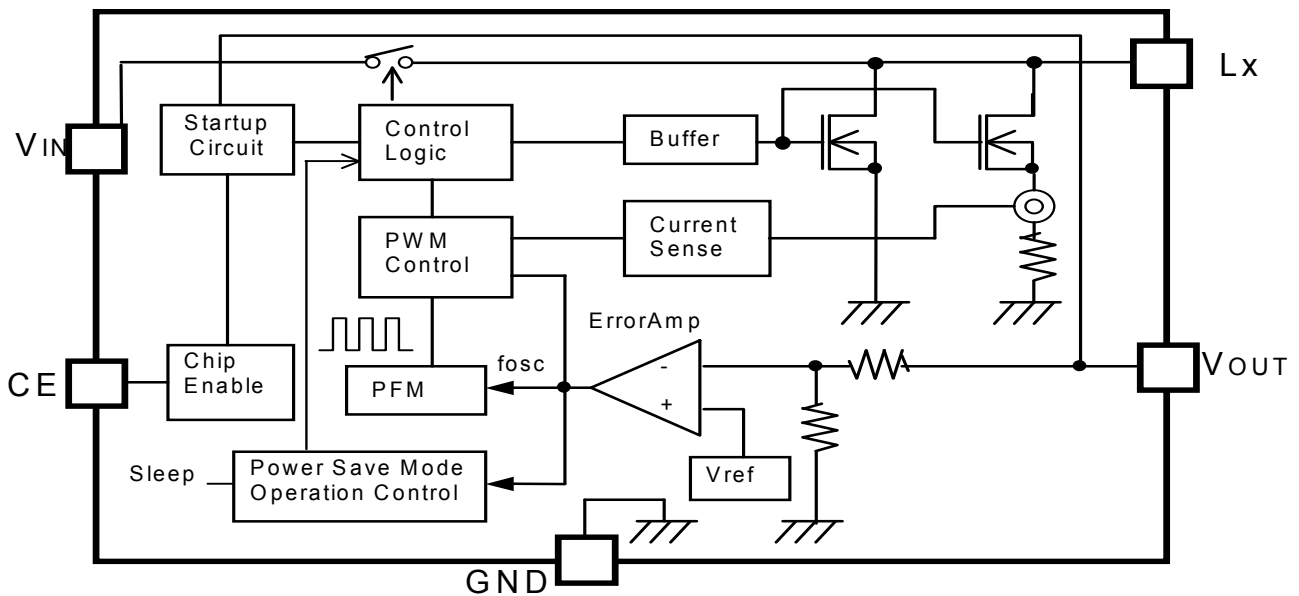 Lx
VIN
Startup
Circuit
Control
Logic
Buffer
PWM
Control
Current
Sense
ErrorAmp
Chip
Enable
CE
fosc
PFM
-
+
VOUT
Vref
Sleep
Power Save Mode
Operation Control
GND